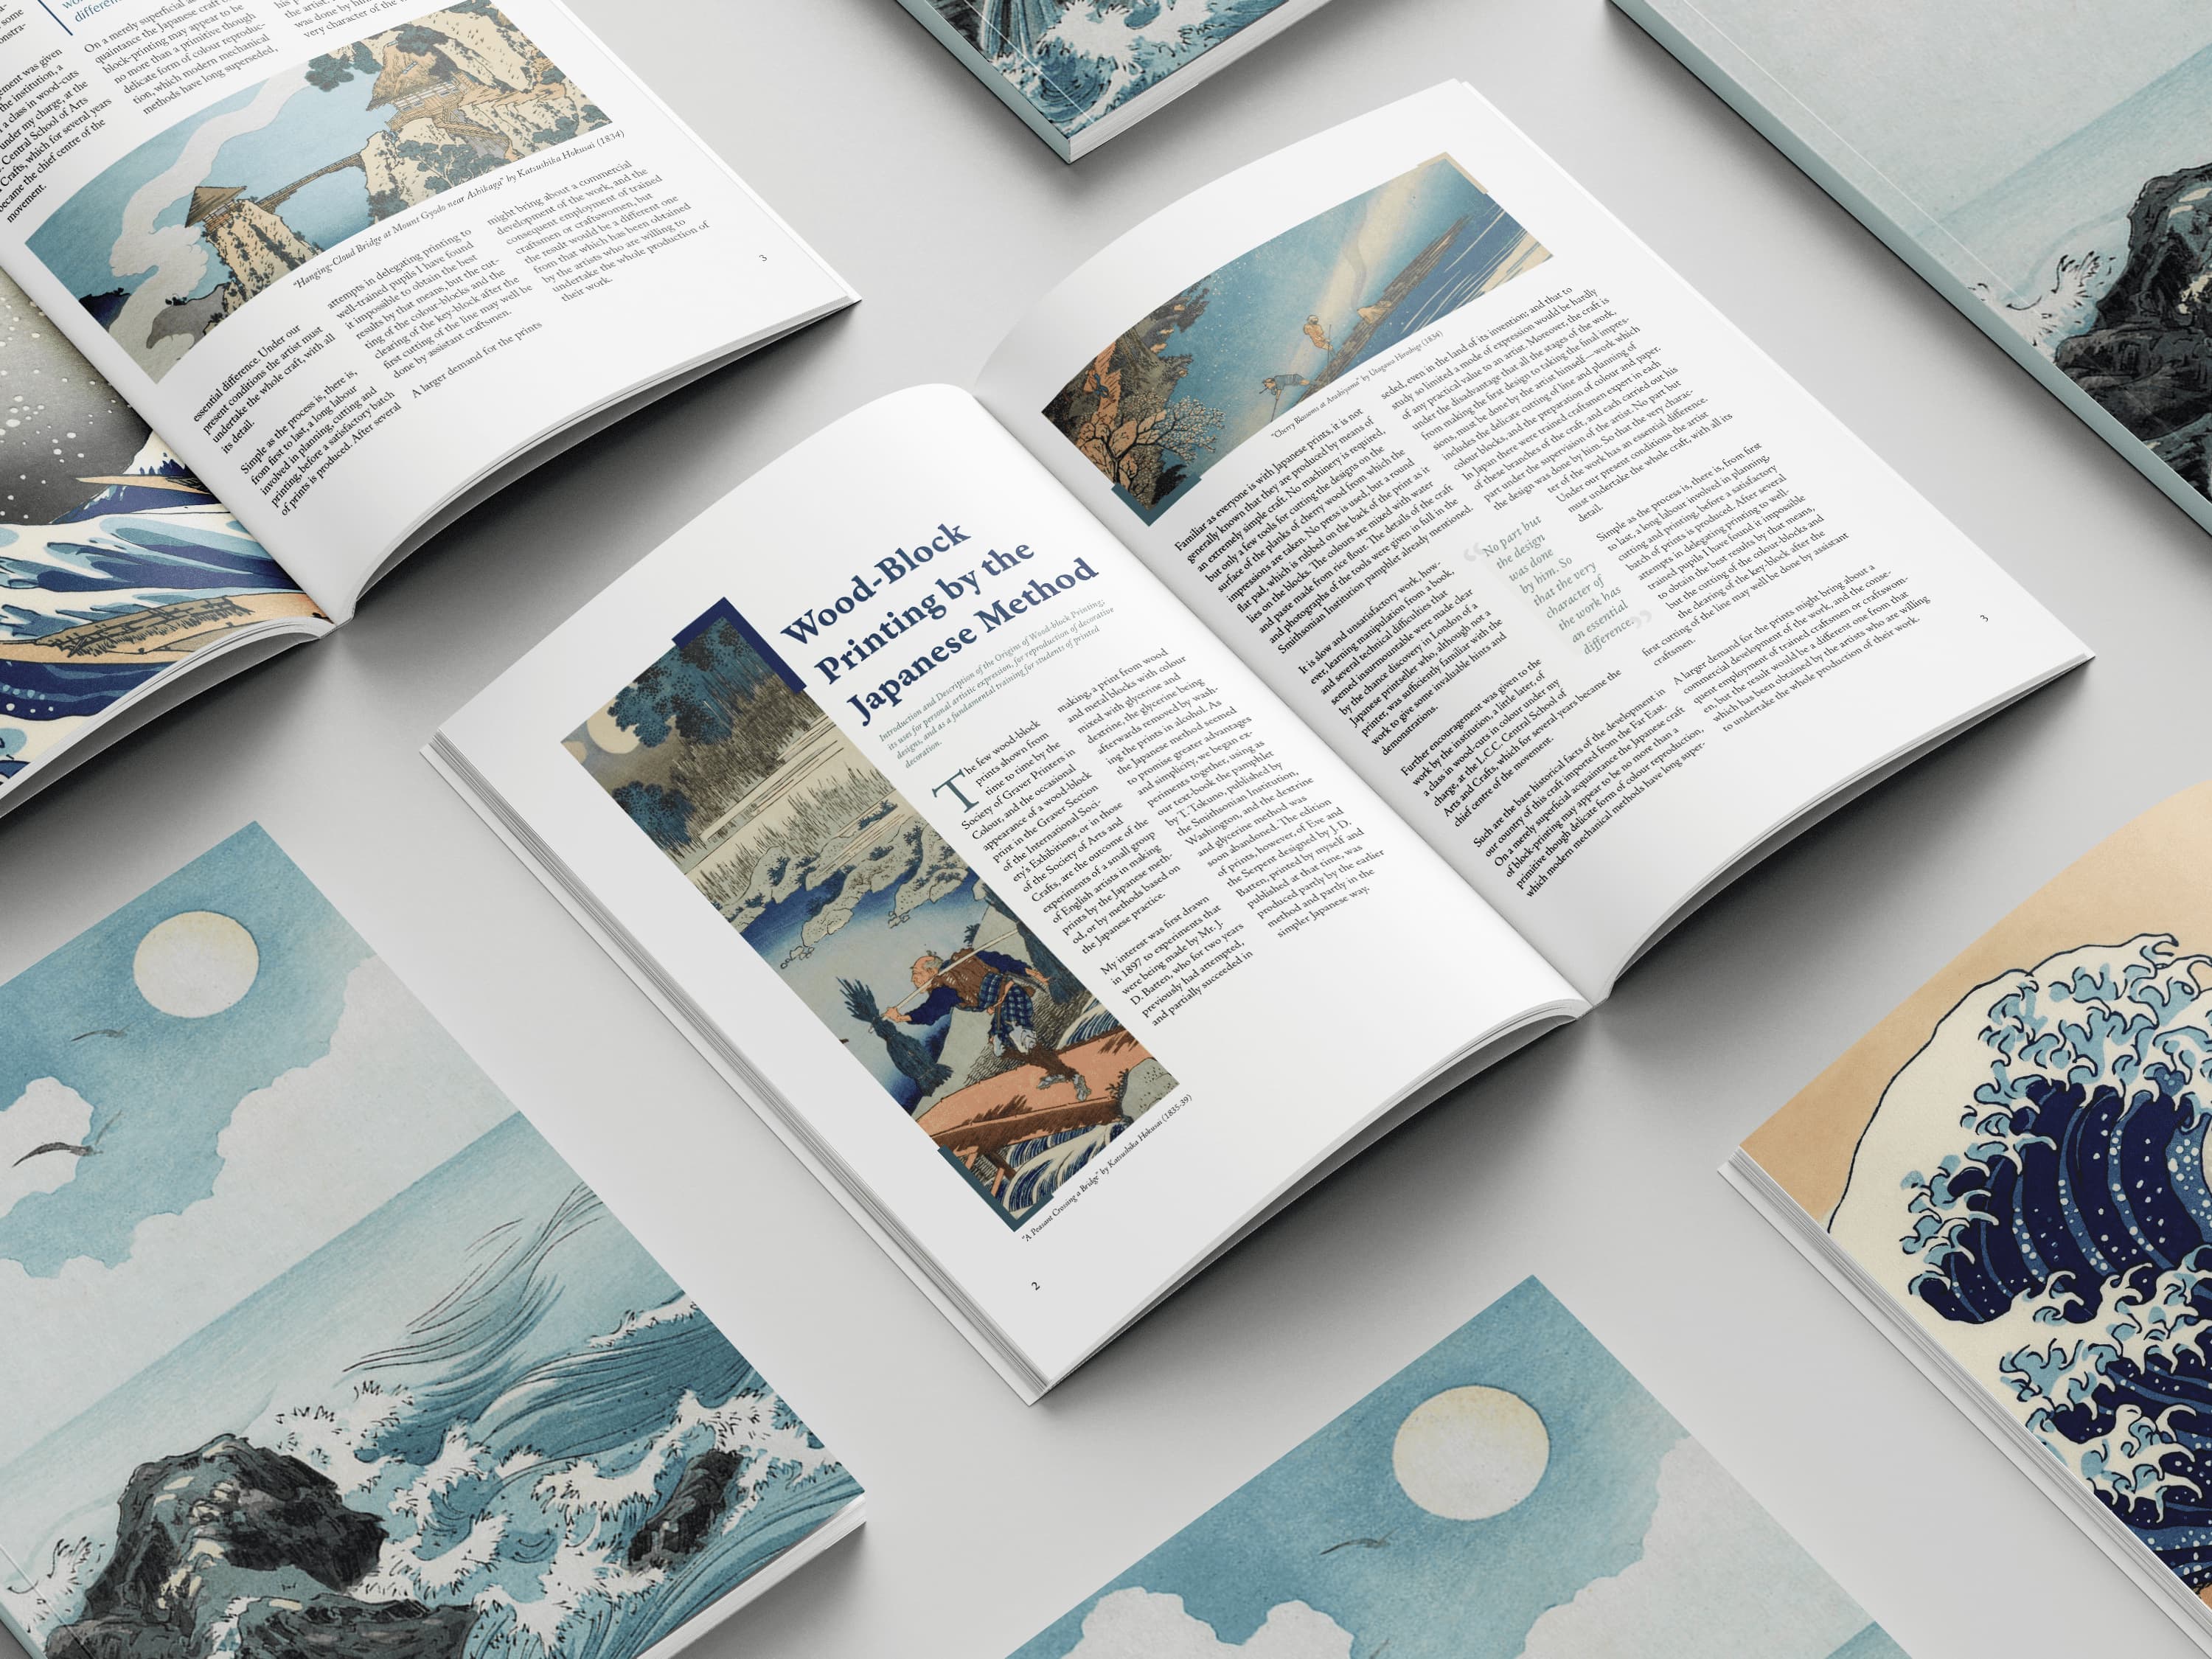 some
differen
ment was given
the institution, a
a class in wood-cuts
under my charge, at the
Central School of Arts
Crafts, which for several years
became the chief centre of the
movement.
On a merely superficial
quaintance the Japanese craft
block-printing may appear to be
no more than a primitive though
delicate form of colour reproduc-
tion, which modern mechanical
methods have long superseded,
the artist.
was done by him
very character of the
"Hanging-Cloud Bridge at Mount Gyodo near Ashikaga" by Katsushika Hokusai (1834)
essential difference. Under our
present conditions the artist must
undertake the whole craft, with all
its detail.
Simple as the process is, there is,
from first to last, a long labour
involved in planning, cutting and
printing, before a satisfactory batch
of prints is produced. After several
attempts in delegating printing to
well-trained pupils I have found
it impossible to obtain the best
results by that means, but the cut-
ting of the colour-blocks and the
clearing of the key-block after the
first cutting of the line may well be
done by assistant craftsmen.
A larger demand for the prints
might bring about a commercial
development of the work, and the
consequent employment of trained
craftsmen or craftswomen, but
the result would be a different one
from that which has been obtained
by the artists who are willing to
undertake the whole production of
their work.
3
Wood-Block
Printing by the
Japanese Method
Introduction and Description of the Origins of Wood-block Printing;
its uses for personal artistic expression, for reproduction of decorative
designs, and as a fundamental training for students of printed
decoration.
The few wood-block
prints shown from
time to time by the
Society of Graver Printers in
Colour, and the occasional
appearance of a wood-block
print in the Graver Section
of the International Soci-
ety's Exhibitions, or in those
of the Society of Arts and
Crafts, are the outcome of the
experiments of a small group
of English artists in making
prints by the Japanese meth-
od, or by methods based on
the Japanese practice.
My interest was first drawn
in 1897 to experiments that
were being made by Mr. J.
D. Batten, who for two years
previously had attempted,
and partially succeeded in
making, a print from wood
and metal blocks with colour
mixed with glycerine and
dextrine, the glycerine being
afterwards removed by wash-
ing the prints in alcohol. As
the Japanese method seemed
to promise greater advantages
and simplicity, we began ex-
periments together, using as
our text-book the pamphlet
by T. Tokuno, published by
the Smithsonian Institution,
Washington, and the dextrine
and glycerine method was
soon abandoned. The edition
of prints, however, of Eve and
the Serpent designed by J. D.
Batten, printed by myself and
published at that time, was
produced partly by the earlier
method and partly in the
simpler Japanese way.
"A Peasant Crossing a Bridge" by Katsushika Hokusai (1835-39)
2
"Cherry Blossoms at Arashiyama" by Utagawa Hiroshige (1834)
Familiar as everyone is with Japanese prints, it is not
generally known that they are produced by means of
an extremely simple craft. No machinery is required,
but only a few tools for cutting the designs on the
surface of the planks of cherry wood from which the
impressions are taken. No press is used, but a round
flat pad, which is rubbed on the back of the print as it
lies on the blocks. The colours are mixed with water
and paste made from rice flour. The details of the craft
and photographs of the tools were given in full in the
Smithsonian Institution pamphlet already mentioned.
It is slow and unsatisfactory work, how-
ever, learning manipulation from a book,
and several technical difficulties that
seemed insurmountable were made clear
by the chance discovery in London of a
Japanese printseller who, although not a
printer, was sufficiently familiar with the
work to give some invaluable hints and
demonstrations.
Further encouragement was given to the
work by the institution, a little later, of
a class in wood-cuts in colour under my
charge, at the L.C.C. Central School of
Arts and Crafts, which for several years became the
chief centre of the movement.
Such are the bare historical facts of the development in
our country of this craft imported from the Far East.
On a merely superficial acquaintance the Japanese craft
of block-printing may appear to be no more than a
primitive though delicate form of colour reproduction,
which modern mechanical methods have long super-
seded, even in the land of its invention; and that to
study so limited a mode of expression would be hardly
of any practical value to an artist. Moreover, the craft is
under the disadvantage that all the stages of the work,
from making the first design to taking the final impres-
sions, must be done by the artist himself—work which
includes the delicate cutting of line and planning of
colour blocks, and the preparation of colour and paper.
In Japan there were trained craftsmen expert in each
of these branches of the craft, and each carried out his
part under the supervision of the artist. No part but
the design was done by him. So that the very charac-
ter of the work has an essential difference.
Under our present conditions the artist
must undertake the whole craft, with all its
detail.
“No part but
the design
was done
by him. So
that the very
character of
the work has
an essential
difference.”
Simple as the process is, there is, from first
to last, a long labour involved in planning,
cutting and printing, before a satisfactory
batch of prints is produced. After several
attempts in delegating printing to well-
trained pupils I have found it impossible
to obtain the best results by that means,
but the cutting of the colour-blocks and
the clearing of the key-block after the
first cutting of the line may well be done by assistant
craftsmen.
A larger demand for the prints might bring about a
commercial development of the work, and the conse-
quent employment of trained craftsmen or craftswom-
en, but the result would be a different one from that
which has been obtained by the artists who are willing
to undertake the whole production of their work.
3